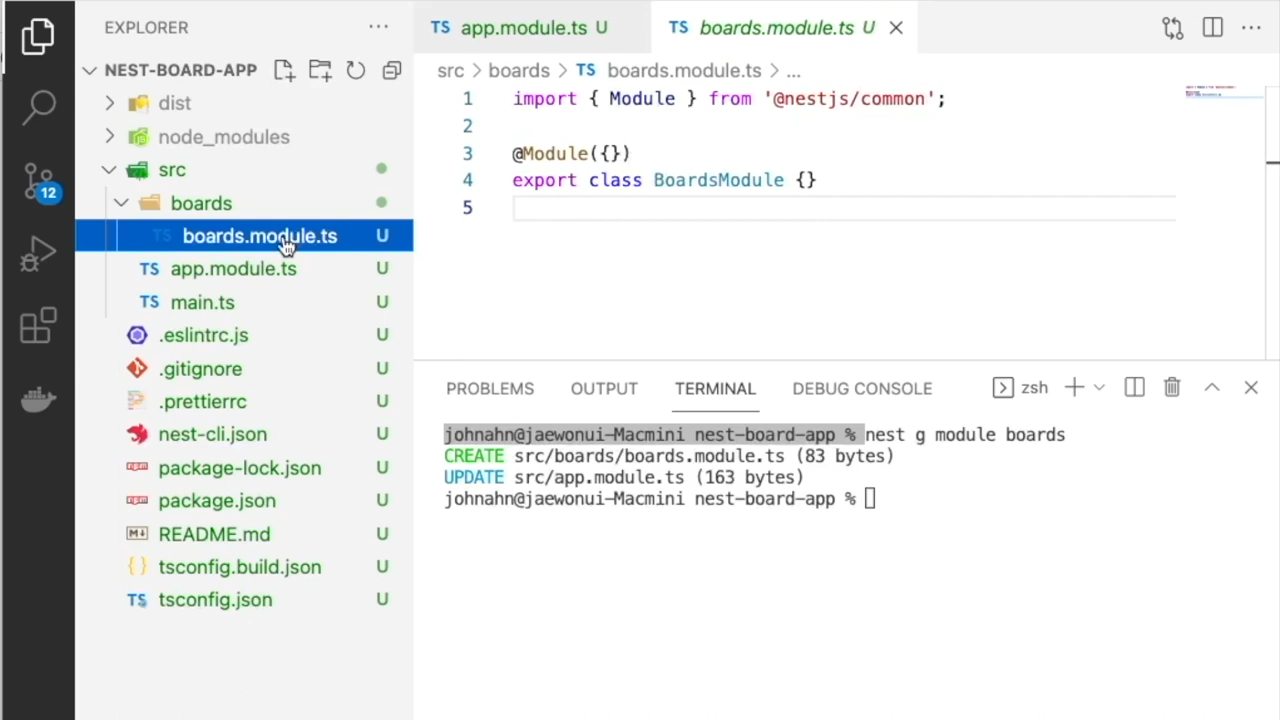 EXPLORER
NEST-BOARD-APP
dist
node_modules
src
boards
TS boards.module.ts U
TS app.module.ts U
TS main.ts U
.eslintrc.js U
.gitignore U
.prettierrc U
nest-cli.json U
package-lock.json U
package.json U
README.md U
{ } tsconfig.build.json U
TS tsconfig.json U
12
TS app.module.ts U
TS boards.module.ts U
src > boards > TS boards.module.ts > ...
1 import { Module } from '@nestjs/common';
2
3 @Module({})
4 export class BoardsModule {}
5
PROBLEMS OUTPUT TERMINAL DEBUG CONSOLE zsh
johnahn@jaewonui-Macmini nest-board-app % nest g module boards
CREATE src/boards/boards.module.ts (83 bytes)
UPDATE src/app.module.ts (163 bytes)
johnahn@jaewonui-Macmini nest-board-app %